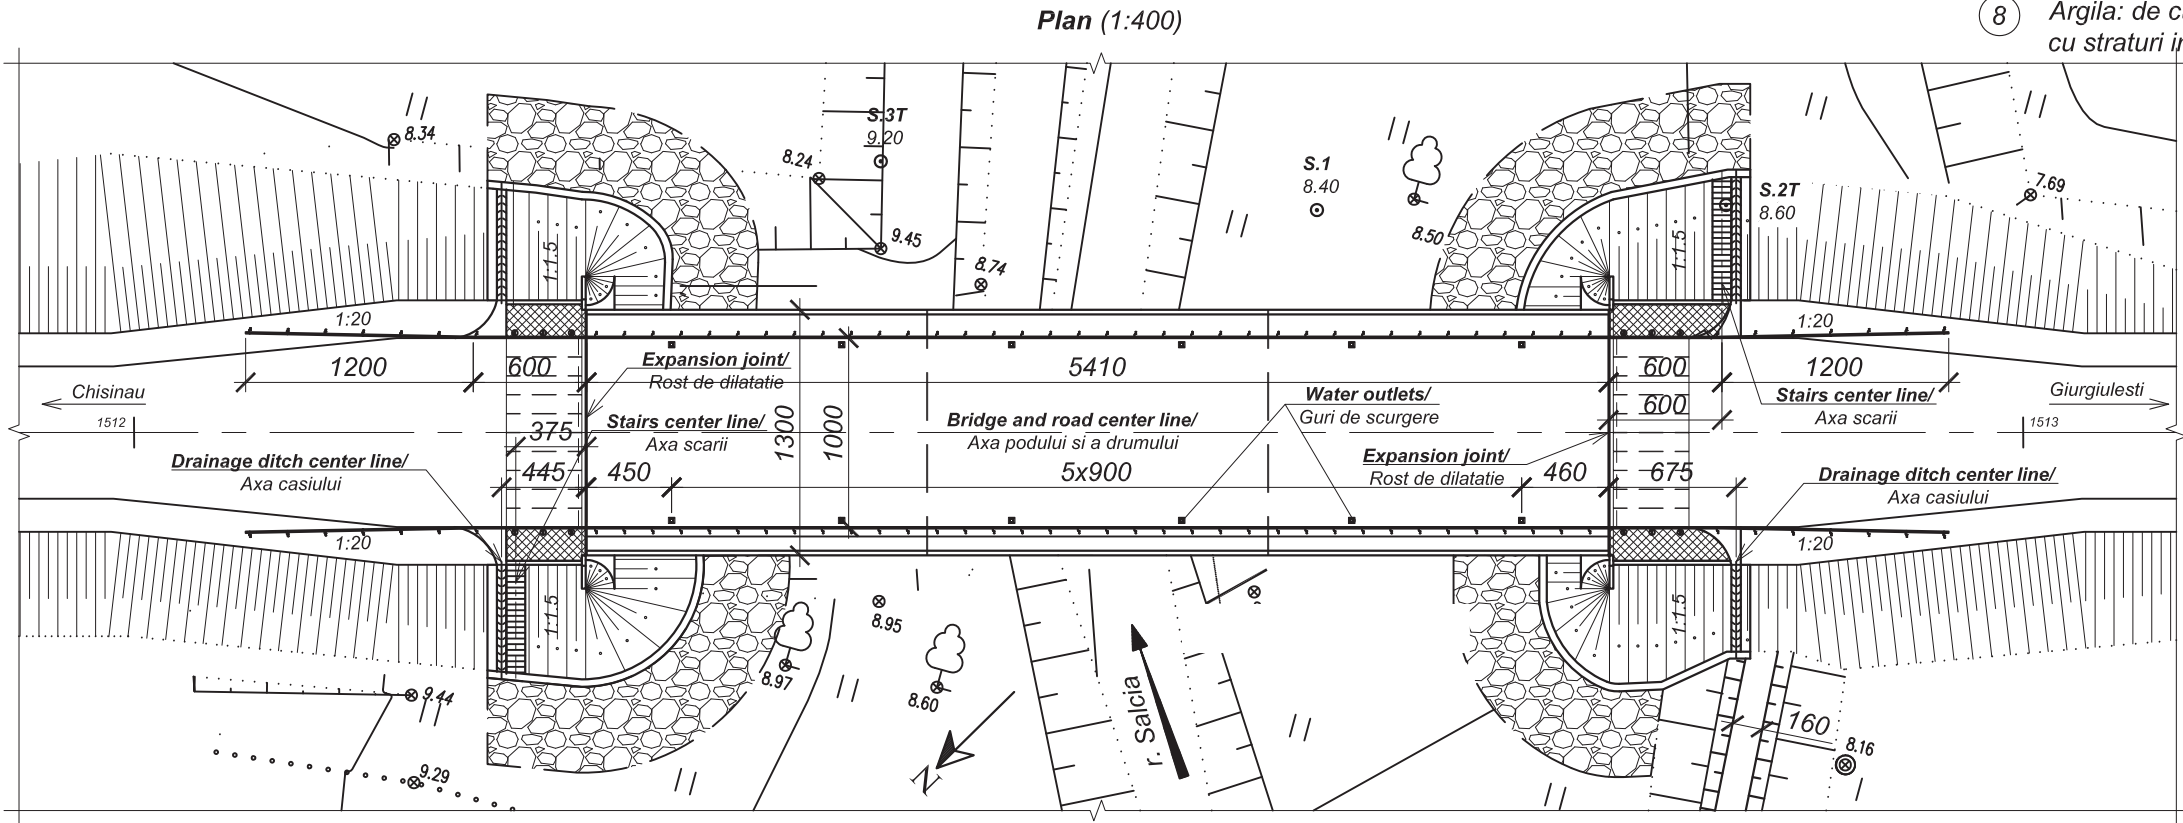 Plan (1:400)
8
Argila: de c
cu straturi i
8.34
S.3T
9.20
8.24
9.45
8.74
S.1
8.40
8.50
S.2T
8.60
7.69
1:1.5
1:1.5
1:20
1:20
1200
600
5410
600
1200
Expansion joint/
Rost de dilatatie
Chisinau
1512
Stairs center line/
Axa scarii
1300
1000
Bridge and road center line/
Axa podului si a drumului
Water outlets/
Guri de scurgere
600
Stairs center line/
Axa scarii
Giurgiulesti
1513
375
Drainage ditch center line/
Axa casiului
445
450
5x900
Expansion joint/
Rost de dilatatie
460
675
Drainage ditch center line/
Axa casiului
1:20
1:20
1:1.5
1:1.5
8.95
8.97
8.60
9.44
9.29
N
r. Salcia
160
8.16